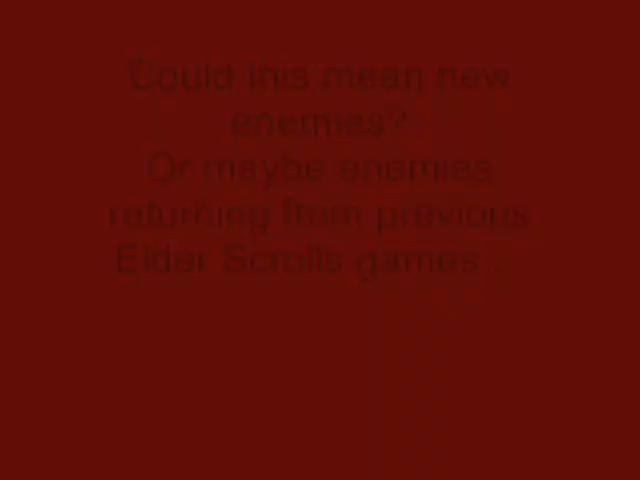 Could this mean new
enemies?
Or maybe enemies
returning from previous
Elder Scrolls games...